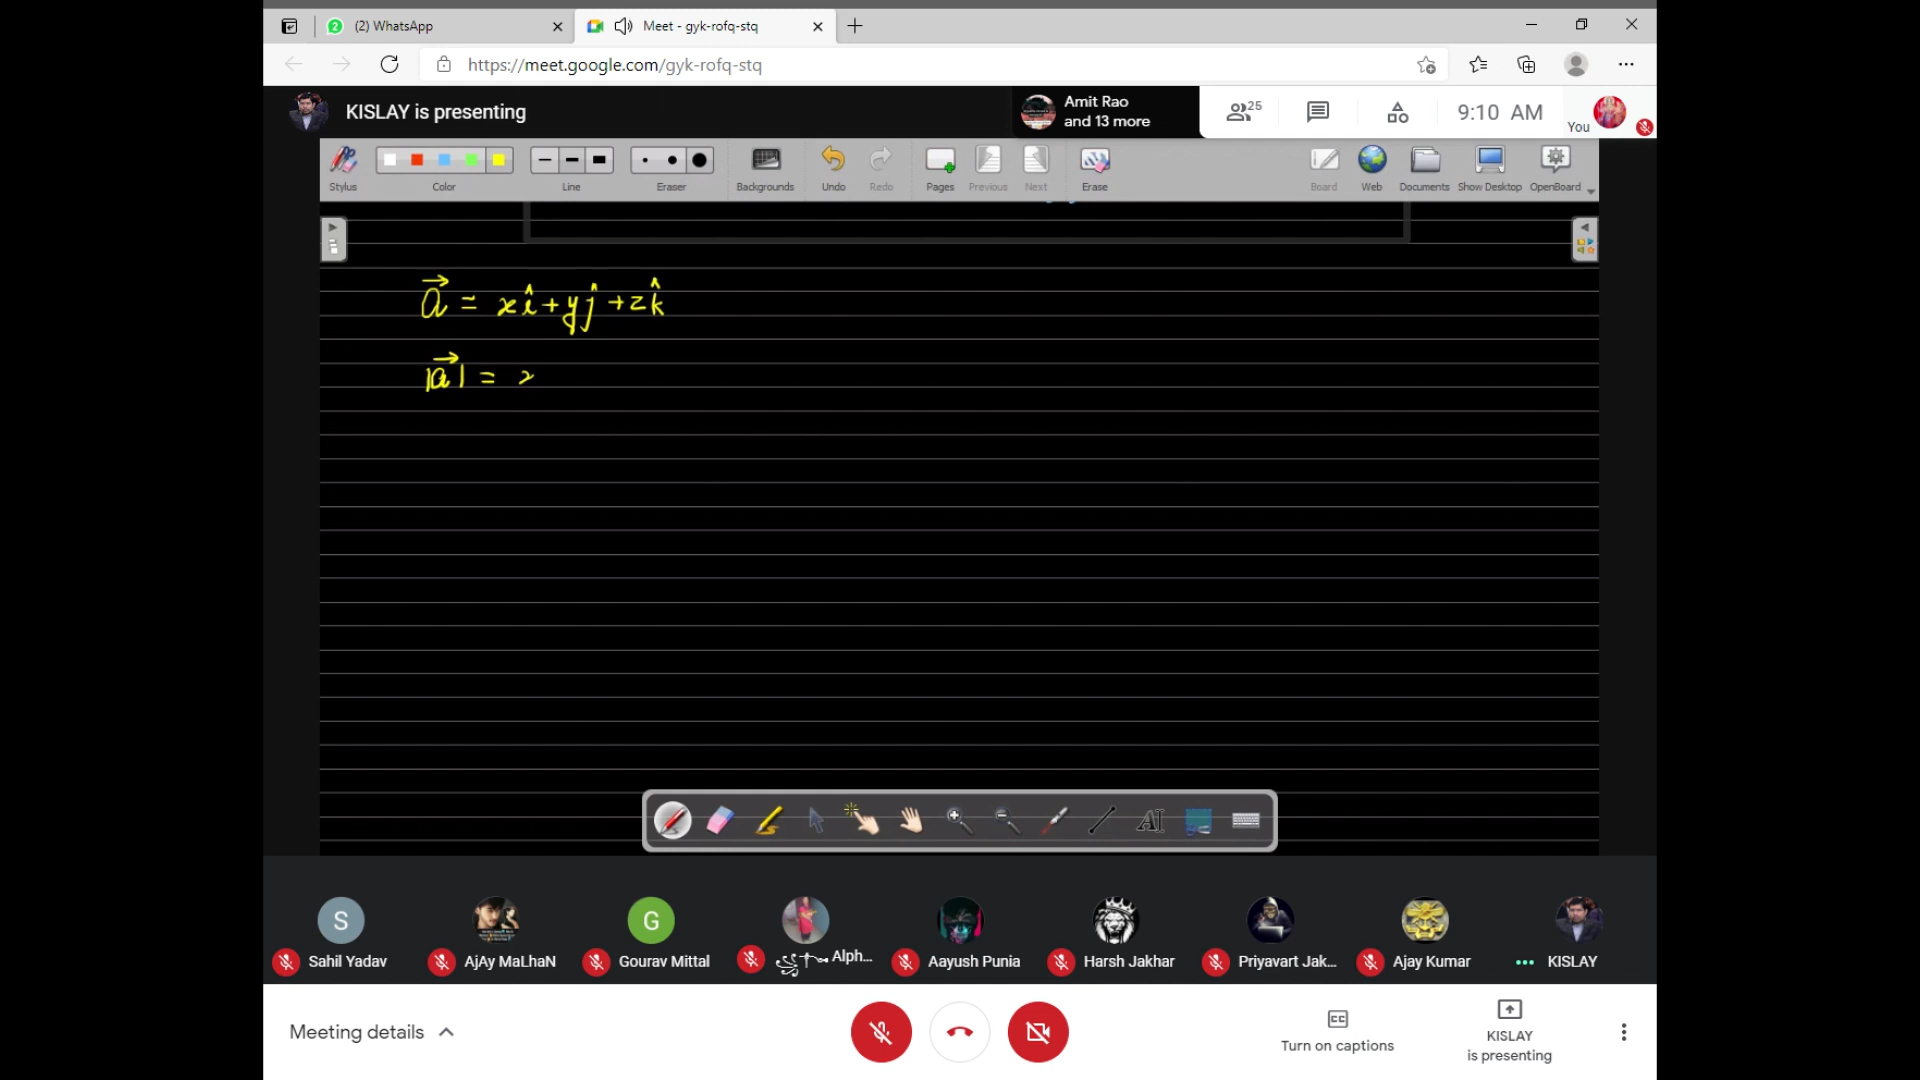 (2) WhatsApp
Meet - gyk-rofq-stq
https://meet.google.com/gyk-rofq-stq
KISLAY is presenting
Amit Rao
and 13 more
25
9:10 AM
You
Stylus Color Line Eraser Backgrounds Undo Redo Pages Previous Next Erase Board Web Documents Show Desktop OpenBoard
a⃗ = xî + yĵ + zk̂
|a⃗| = x
S
G
Sahil Yadav
AjAy MaLhaN
Gourav Mittal
Alph...
Aayush Punia
Harsh Jakhar
Priyavart Jak...
Ajay Kumar
KISLAY
Meeting details
CC
Turn on captions
KISLAY
is presenting